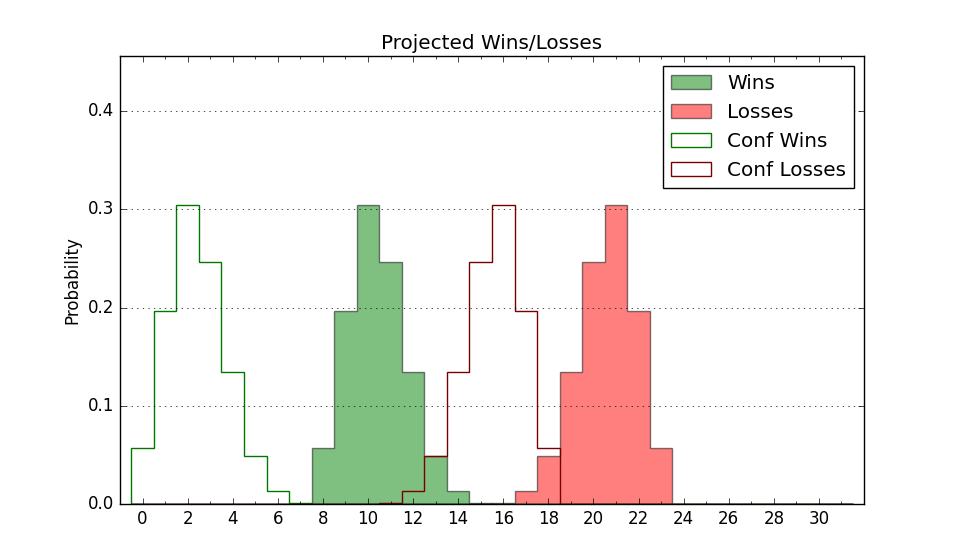 Projected Wins/Losses
Wins
Losses
Conf Wins
Conf Losses
Probability
0.4
0.3
0.2
0.1
0.0
0 2 4 6 8 10 12 14 16 18 20 22 24 26 28 30